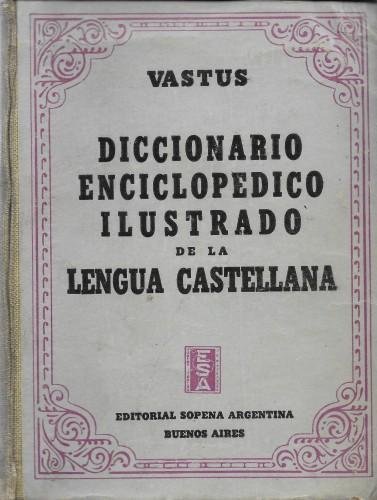 VASTUS
DICCIONARIO
ENCICLOPEDICO
ILUSTRADO
DE LA
LENGUA CASTELLANA
ESA
EDITORIAL SOPENA ARGENTINA
BUENOS AIRES